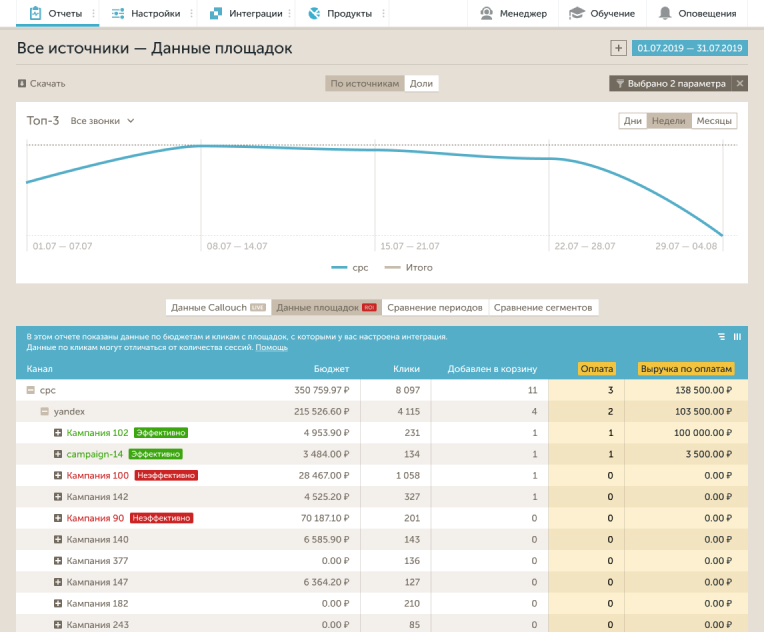 Отчеты Настройки Интеграции Продукты Менеджер Обучение Оповещения
Все источники — Данные площадок + 01.07.2019 — 31.07.2019
Скачать По источникам Доли Выбрано 2 параметра ×
Топ-3 Все звонки Дни Недели Месяцы
01.07 — 07.07 08.07 — 14.07 15.07 — 21.07 22.07 — 28.07 29.07 — 04.08
cpc Итого
Данные Callouch LIVE Данные площадок ROI Сравнение периодов Сравнение сегментов
В этом отчете показаны данные по бюджетам и кликам с площадок, с которыми у вас настроена интеграция.
Данные по кликам могут отличаться от количества сессий. Помощь
Канал Бюджет Клики Добавлен в корзину Оплата Выручка по оплатам
cpc 350 759.97 ₽ 8 097 11 3 138 500.00 ₽
yandex 215 526.60 ₽ 4 115 4 2 103 500.00 ₽
Кампания 102 Эффективно 4 953.90 ₽ 231 1 1 100 000.00 ₽
campaign-14 Эффективно 3 484.00 ₽ 134 1 1 3 500.00 ₽
Кампания 100 Неэффективно 28 467.00 ₽ 1 058 1 0 0.00 ₽
Кампания 142 4 525.20 ₽ 327 1 0 0.00 ₽
Кампания 90 Неэффективно 70 187.10 ₽ 201 0 0 0.00 ₽
Кампания 140 6 585.90 ₽ 143 0 0 0.00 ₽
Кампания 377 0.00 ₽ 136 0 0 0.00 ₽
Кампания 147 6 364.20 ₽ 127 0 0 0.00 ₽
Кампания 182 0.00 ₽ 210 0 0 0.00 ₽
Кампания 243 0.00 ₽ 85 0 0 0.00 ₽